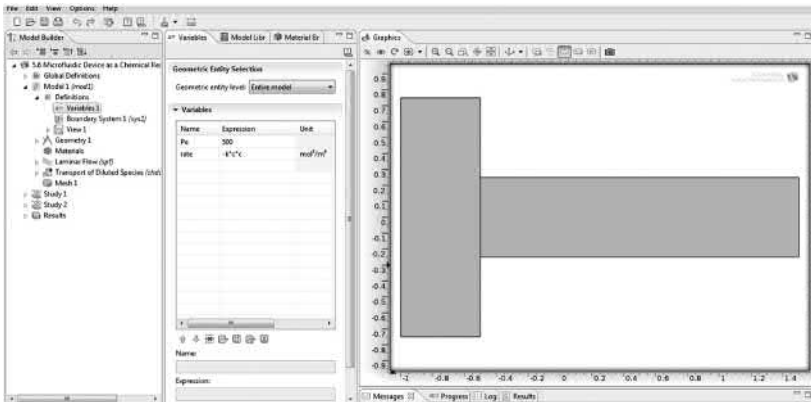 File Edit View Options Help
Model Builder
5.6 Microfluidic Device as a Chemical Re
Global Definitions
Model 1 (mod1)
Definitions
Variables 1
Boundary System 1 (sys1)
View 1
Geometry 1
Materials
Laminar Flow (spf)
Transport of Diluted Species (chds
Mesh 1
Study 1
Study 2
Results
Variables
Model Libr
Material Br
Geometric Entity Selection
Geometric entity level: Entire model
Variables
Name Expression Unit
Pe 500
rate -k*c*c mol²/m⁶
Name:
Expression:
Graphics
0.9
0.8
0.7
0.6
0.5
0.4
0.3
0.2
0.1
0
-0.1
-0.2
-0.3
-0.4
-0.5
-0.6
-0.7
-0.8
-0.9
-1 -0.8 -0.6 -0.4 -0.2 0 0.2 0.4 0.6 0.8 1 1.2 1.4
Messages Progress Log Results